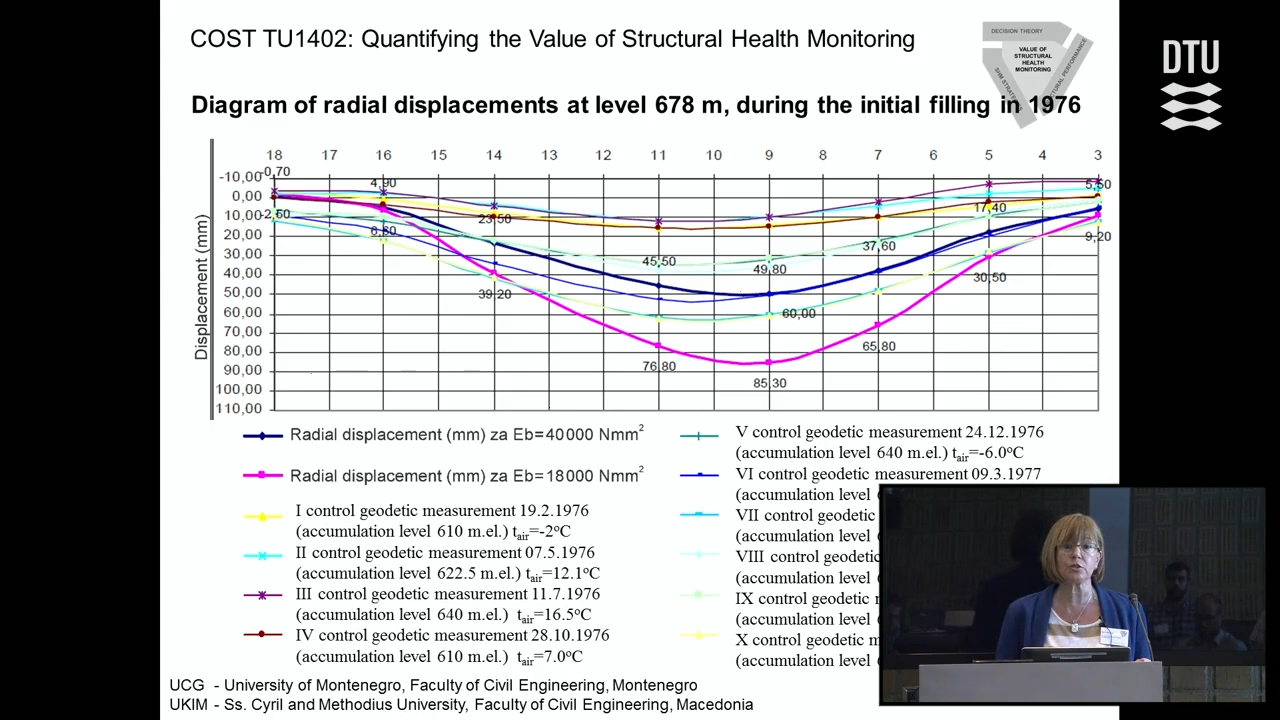 COST TU1402: Quantifying the Value of Structural Health Monitoring
DECISION THEORY
VALUE OF
STRUCTURAL
HEALTH
MONITORING
DTU
Diagram of radial displacements at level 678 m, during the initial filling in 1976
18 17 16 15 14 13 12 11 10 9 8 7 6 5 4 3
Displacement (mm)
-10,00
0,00
10,00
20,00
30,00
40,00
50,00
60,00
70,00
80,00
90,00
100,00
110,00
-0,70
4,90
23,50
45,50
49,80
37,60
17,40
5,50
-2,60
6,80
39,20
76,80
85,30
60,00
65,80
30,50
9,20
Radial displacement (mm) za Eb=40000 Nmm2
Radial displacement (mm) za Eb=18000 Nmm2
I control geodetic measurement 19.2.1976
(accumulation level 610 m.el.) tair=-2oC
II control geodetic measurement 07.5.1976
(accumulation level 622.5 m.el.) tair=12.1oC
III control geodetic measurement 11.7.1976
(accumulation level 640 m.el.) tair=16.5oC
IV control geodetic measurement 28.10.1976
(accumulation level 610 m.el.) tair=7.0oC
V control geodetic measurement 24.12.1976
(accumulation level 640 m.el.) tair=-6.0oC
VI control geodetic measurement 09.3.1977
(accumulation level
VII control geodetic
(accumulation level
VIII control geodetic
(accumulation level
IX control geodetic
(accumulation level
X control geodetic
(accumulation level
UCG - University of Montenegro, Faculty of Civil Engineering, Montenegro
UKIM - Ss. Cyril and Methodius University, Faculty of Civil Engineering, Macedonia